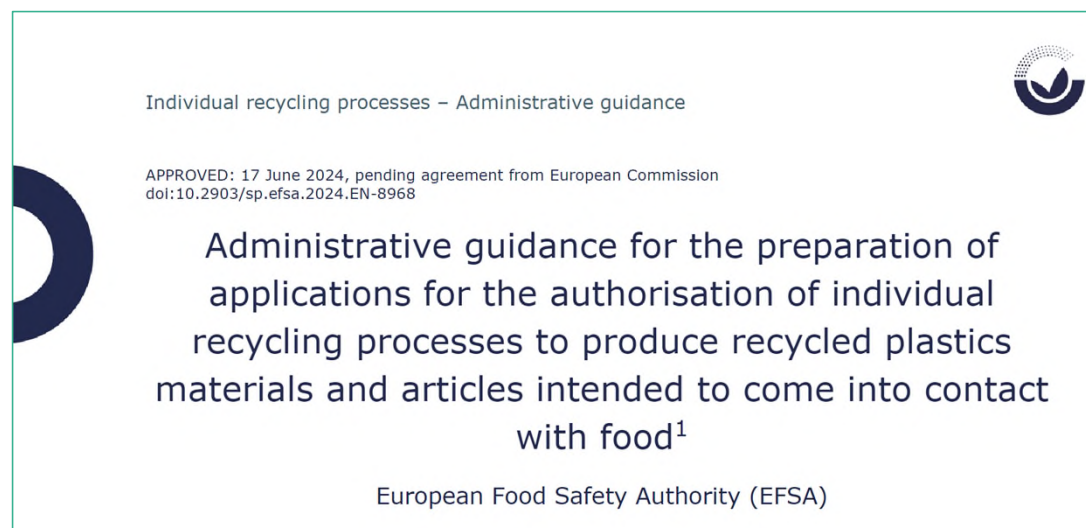 Individual recycling processes – Administrative guidance
APPROVED: 17 June 2024, pending agreement from European Commission
doi:10.2903/sp.efsa.2024.EN-8968
Administrative guidance for the preparation of
applications for the authorisation of individual
recycling processes to produce recycled plastics
materials and articles intended to come into contact
with food¹
European Food Safety Authority (EFSA)